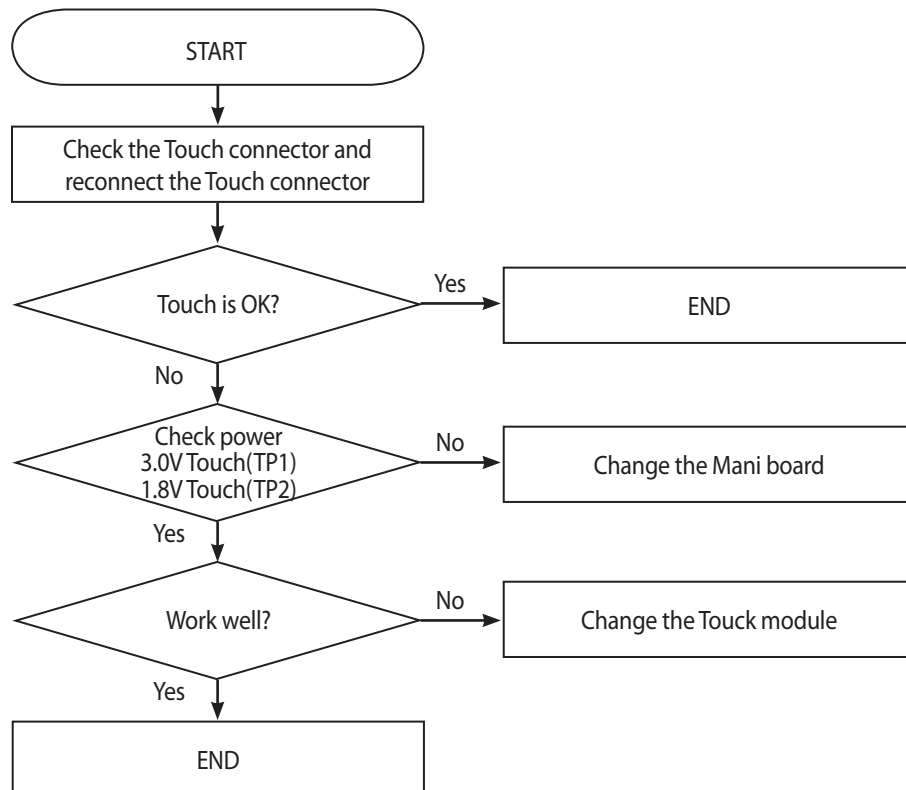 START
Check the Touch connector and
reconnect the Touch connector
Touch is OK?
Yes
END
No
Check power
3.0V Touch(TP1)
1.8V Touch(TP2)
No
Change the Mani board
Yes
Work well?
No
Change the Touck module
Yes
END